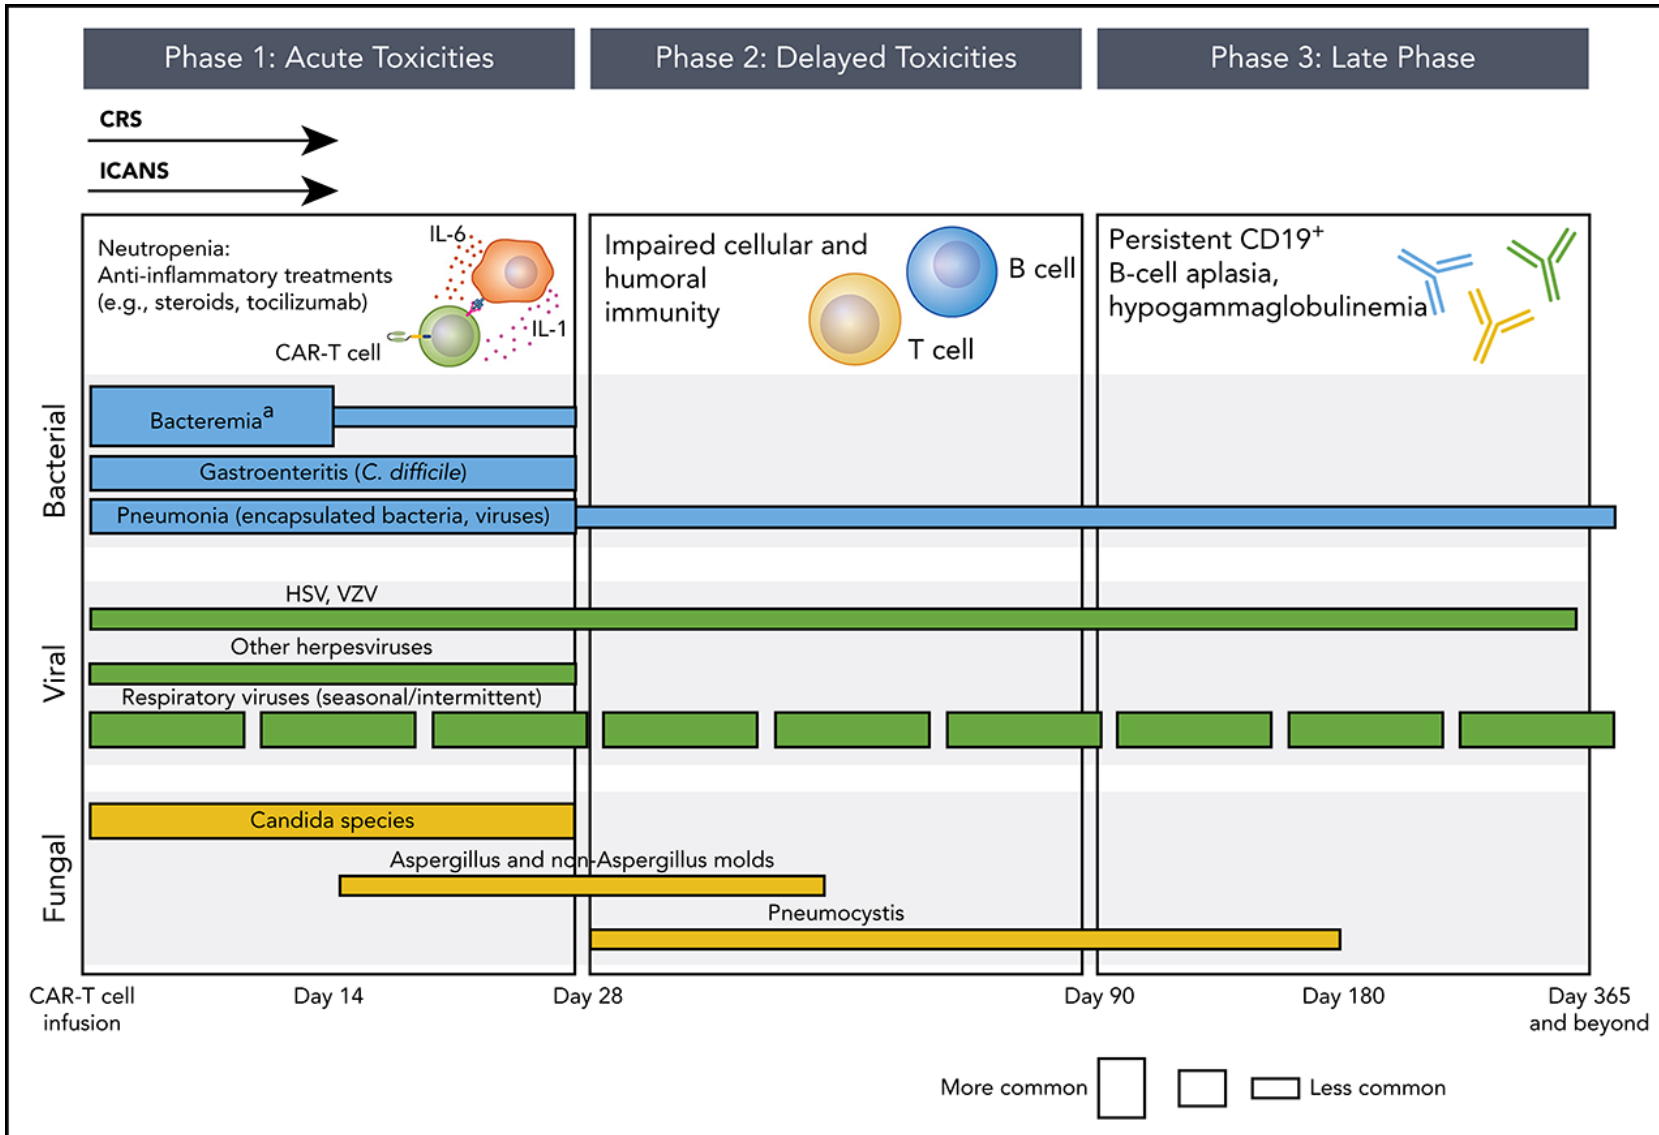 Phase 1: Acute Toxicities
Phase 2: Delayed Toxicities
Phase 3: Late Phase
CRS
ICANS
Neutropenia:
Anti-inflammatory treatments
(e.g., steroids, tocilizumab)
IL-6
IL-1
CAR-T cell
Impaired cellular and
humoral
immunity
B cell
T cell
Persistent CD19+
B-cell aplasia,
hypogammaglobulinemia
Bacterial
Bacteremiaa
Gastroenteritis (C. difficile)
Pneumonia (encapsulated bacteria, viruses)
Viral
HSV, VZV
Other herpesviruses
Respiratory viruses (seasonal/intermittent)
Fungal
Candida species
Aspergillus and non-Aspergillus molds
Pneumocystis
CAR-T cell
infusion
Day 14
Day 28
Day 90
Day 180
Day 365
and beyond
More common
Less common